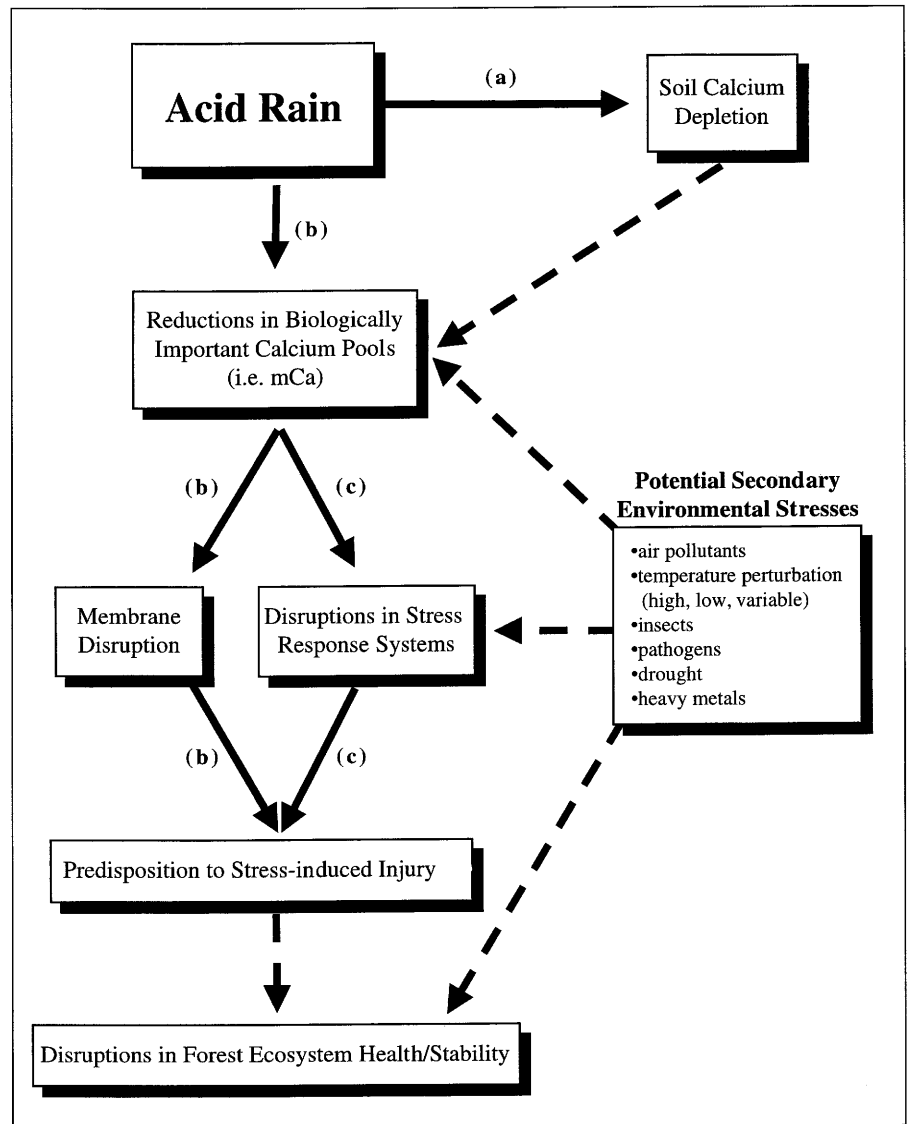 Acid Rain
(a)
Soil Calcium
Depletion
(b)
Reductions in Biologically
Important Calcium Pools
(i.e. mCa)
(b)
(c)
Potential Secondary
Environmental Stresses
•air pollutants
•temperature perturbation
(high, low, variable)
•insects
•pathogens
•drought
•heavy metals
Membrane
Disruption
Disruptions in Stress
Response Systems
(b)
(c)
Predisposition to Stress-induced Injury
Disruptions in Forest Ecosystem Health/Stability